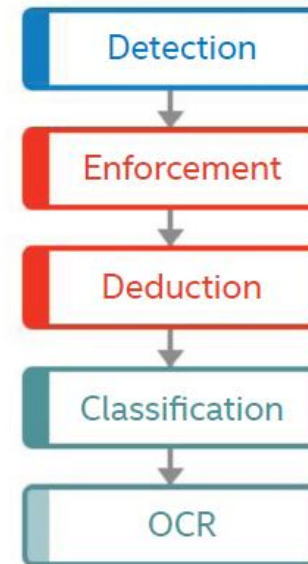 Detection
Enforcement
Deduction
Classification
OCR